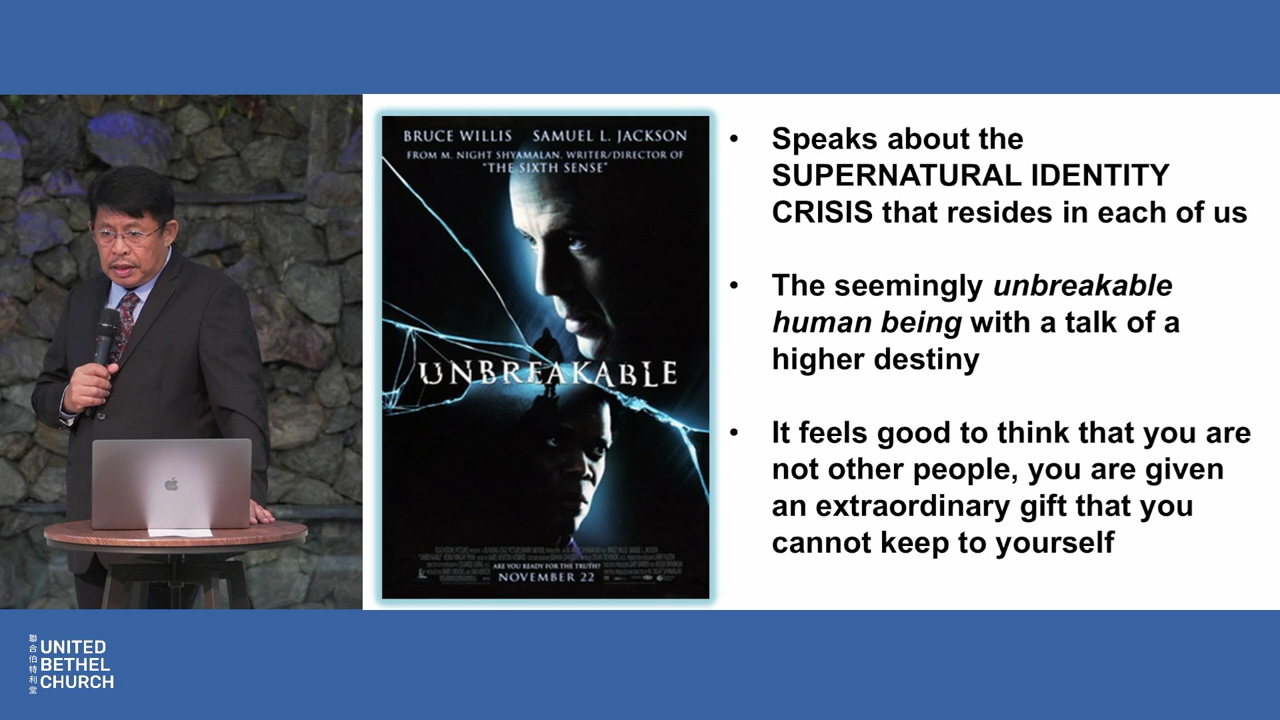 BRUCE WILLIS SAMUEL L. JACKSON
FROM M. NIGHT SHYAMALAN, WRITER/DIRECTOR OF
"THE SIXTH SENSE"
UNBREAKABLE
ARE YOU READY FOR THE TRUTH?
NOVEMBER 22
• Speaks about the
SUPERNATURAL IDENTITY
CRISIS that resides in each of us
• The seemingly unbreakable
human being with a talk of a
higher destiny
• It feels good to think that you are
not other people, you are given
an extraordinary gift that you
cannot keep to yourself
聯合伯特利堂
UNITED
BETHEL
CHURCH